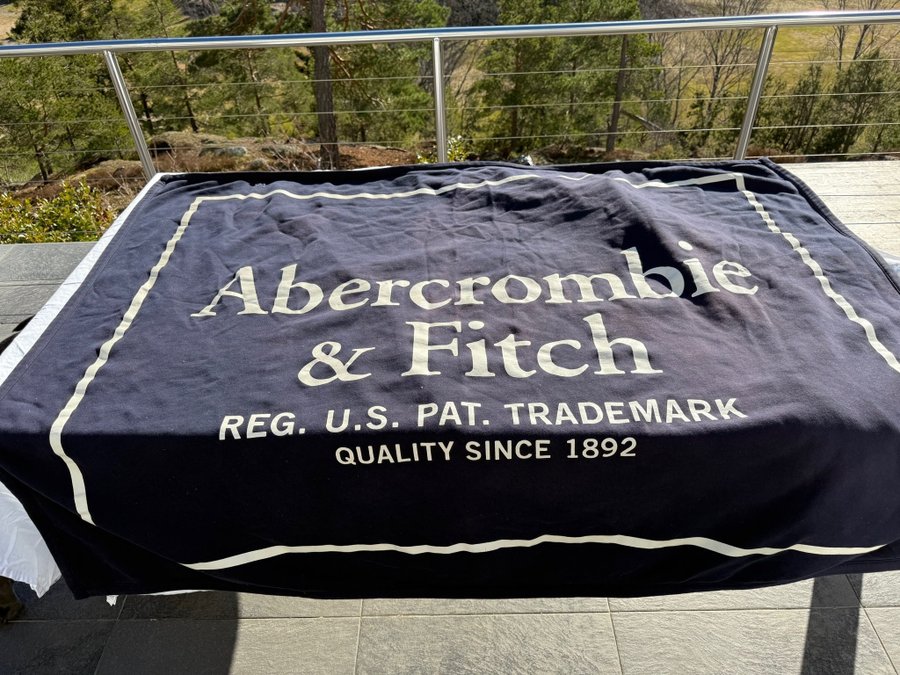 Abercrombie
& Fitch
REG. U.S. PAT. TRADEMARK
QUALITY SINCE 1892